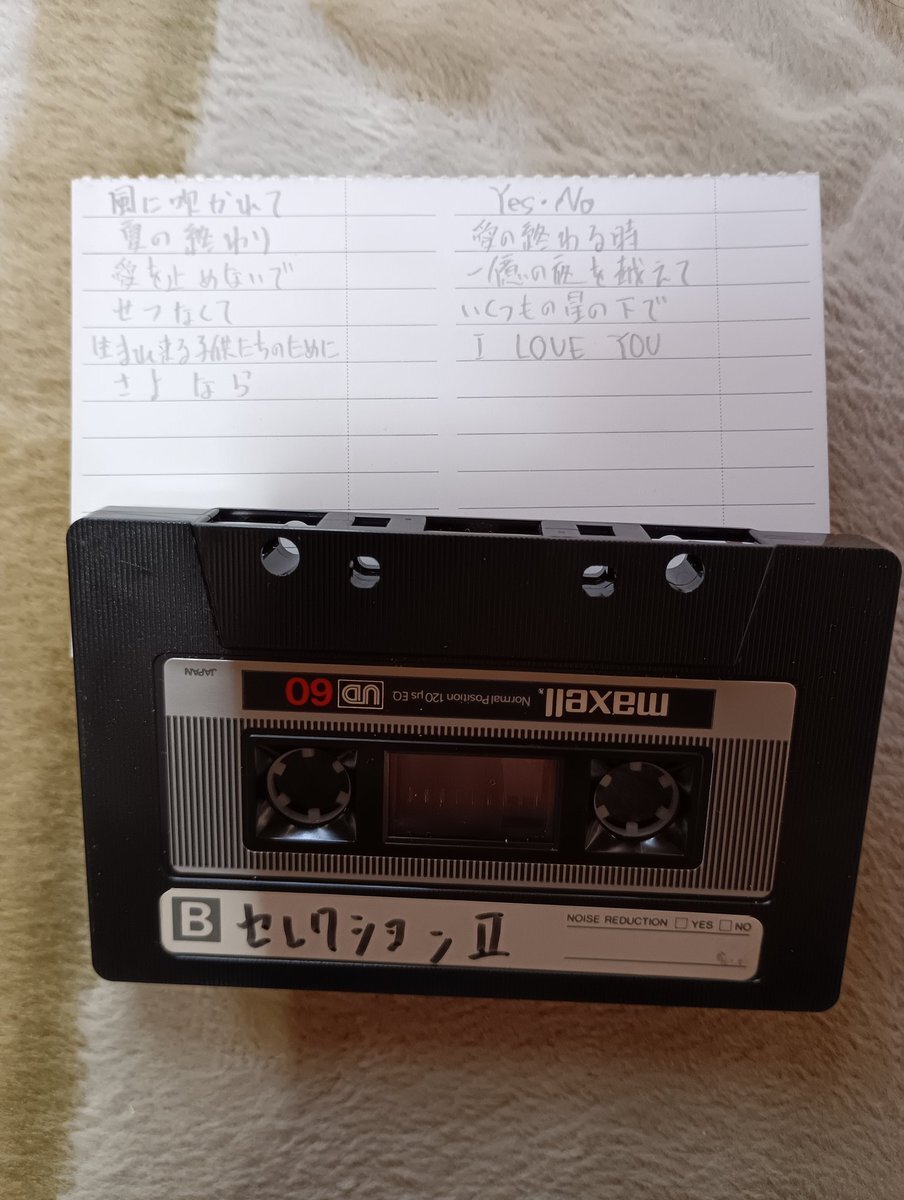 風に吹かれて
夏の終わり
愛を止めないで
せつなくて
生まれ来る子供たちのために
さよなら
Yes・No
愛の終わる時
一億の夜を越えて
いくつもの星の下で
I LOVE YOU
maxell
Normal Position 120 μs EQ
UD 60
JAPAN
B セレクションⅡ
NOISE REDUCTION □ YES □ NO